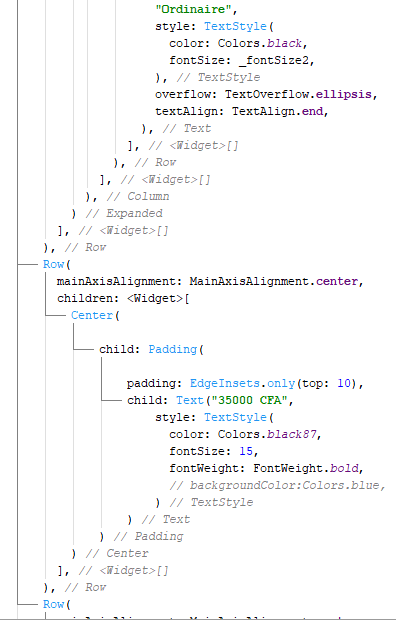 "Ordinaire",
style: TextStyle(
color: Colors.black,
fontSize: _fontSize2,
), // TextStyle
overflow: TextOverflow.ellipsis,
textAlign: TextAlign.end,
), // Text
], // <Widget>[]
), // Row
], // <Widget>[]
), // Column
) // Expanded
], // <Widget>[]
), // Row
Row(
mainAxisAlignment: MainAxisAlignment.center,
children: <Widget>[
Center(
child: Padding(
padding: EdgeInsets.only(top: 10),
child: Text("35000 CFA",
style: TextStyle(
color: Colors.black87,
fontSize: 15,
fontWeight: FontWeight.bold,
// backgroundColor:Colors.blue,
) // TextStyle
) // Text
) // Padding
) // Center
], // <Widget>[]
), // Row
Row(